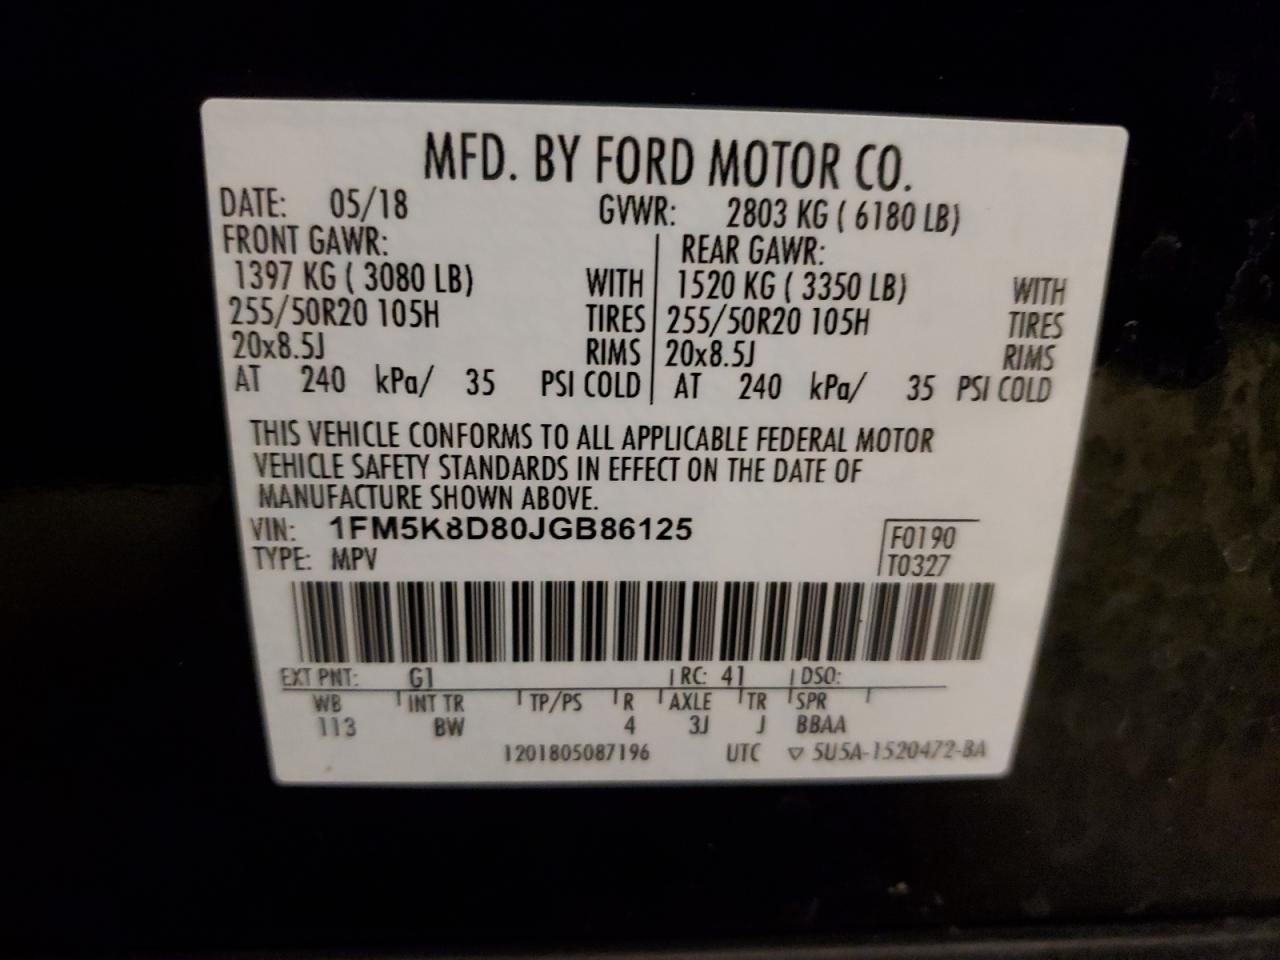 MFD. BY FORD MOTOR CO.
DATE: 05/18 GVWR: 2803 KG ( 6180 LB)
FRONT GAWR: REAR GAWR:
1397 KG ( 3080 LB) WITH 1520 KG ( 3350 LB) WITH
255/50R20 105H TIRES 255/50R20 105H TIRES
20x8.5J RIMS 20x8.5J RIMS
AT 240 kPa/ 35 PSI COLD AT 240 kPa/ 35 PSI COLD
THIS VEHICLE CONFORMS TO ALL APPLICABLE FEDERAL MOTOR
VEHICLE SAFETY STANDARDS IN EFFECT ON THE DATE OF
MANUFACTURE SHOWN ABOVE.
VIN: 1FM5K8D80JGB86125 F0190
TYPE: MPV T0327
EXT PNT: G1 RC: 41 DSO:
WB INT TR TP/PS R AXLE TR SPR
113 BW 4 3J J BBAA
1201805087196 UTC ▽ 5U5A-1520472-BA